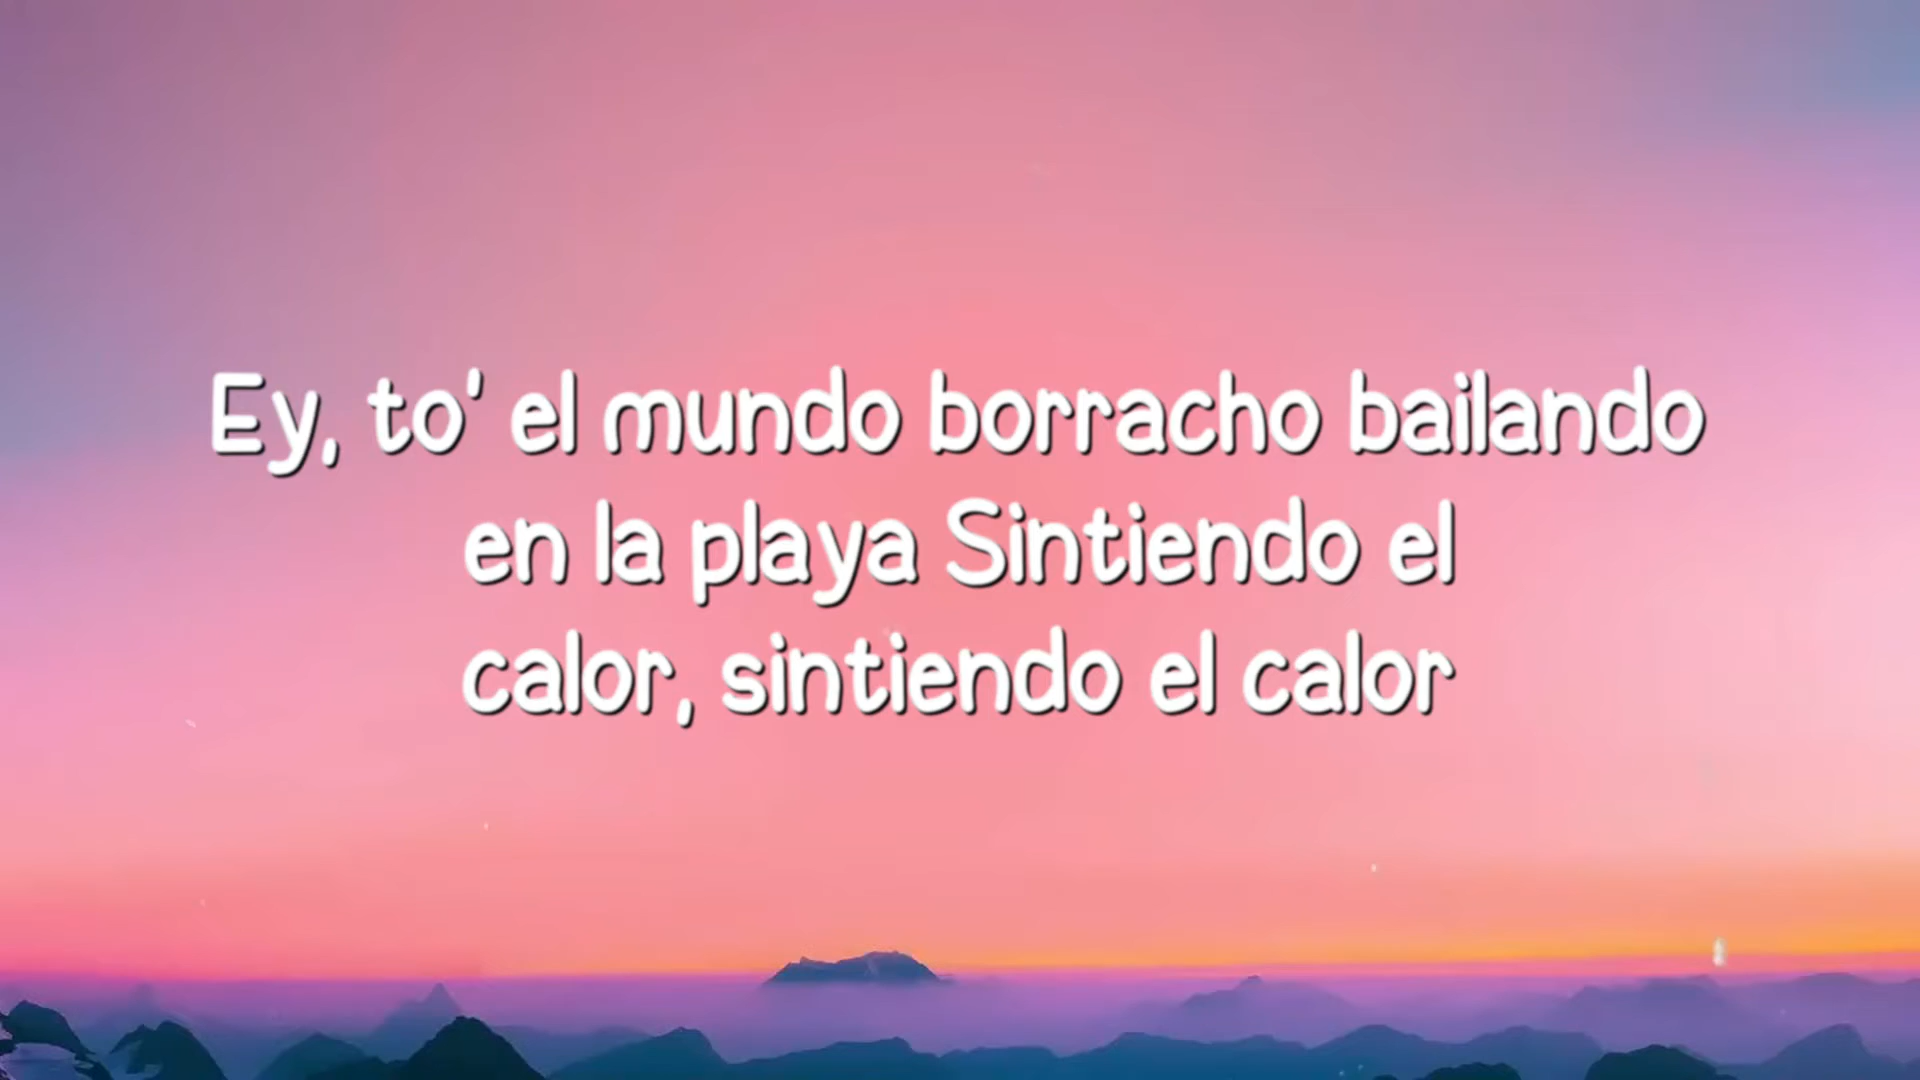 Ey, to' el mundo borracho bailando
en la playa Sintiendo el
calor, sintiendo el calor